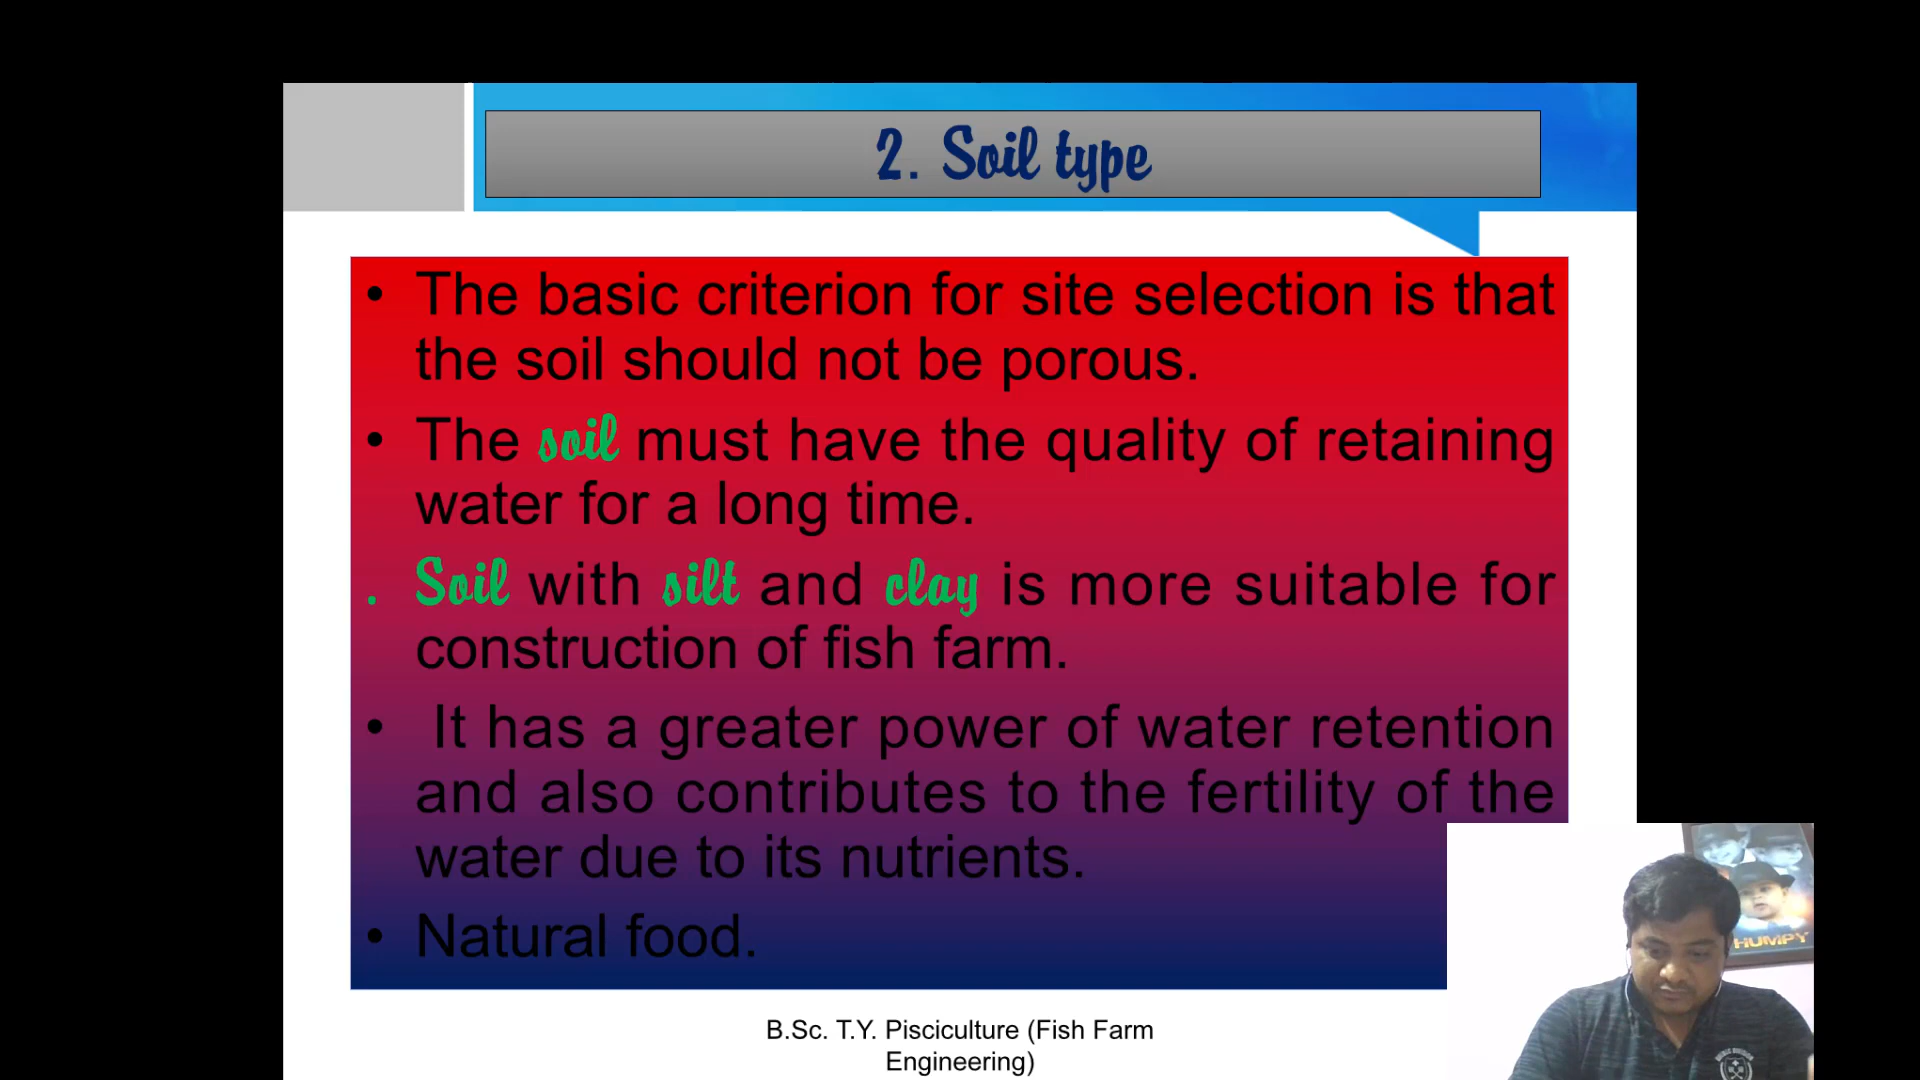 2. Soil type
• The basic criterion for site selection is that
the soil should not be porous.
• The soil must have the quality of retaining
water for a long time.
. Soil with silt and clay is more suitable for
construction of fish farm.
• It has a greater power of water retention
and also contributes to the fertility of the
water due to its nutrients.
• Natural food.
HUMPY
B.Sc. T.Y. Pisciculture (Fish Farm
Engineering)